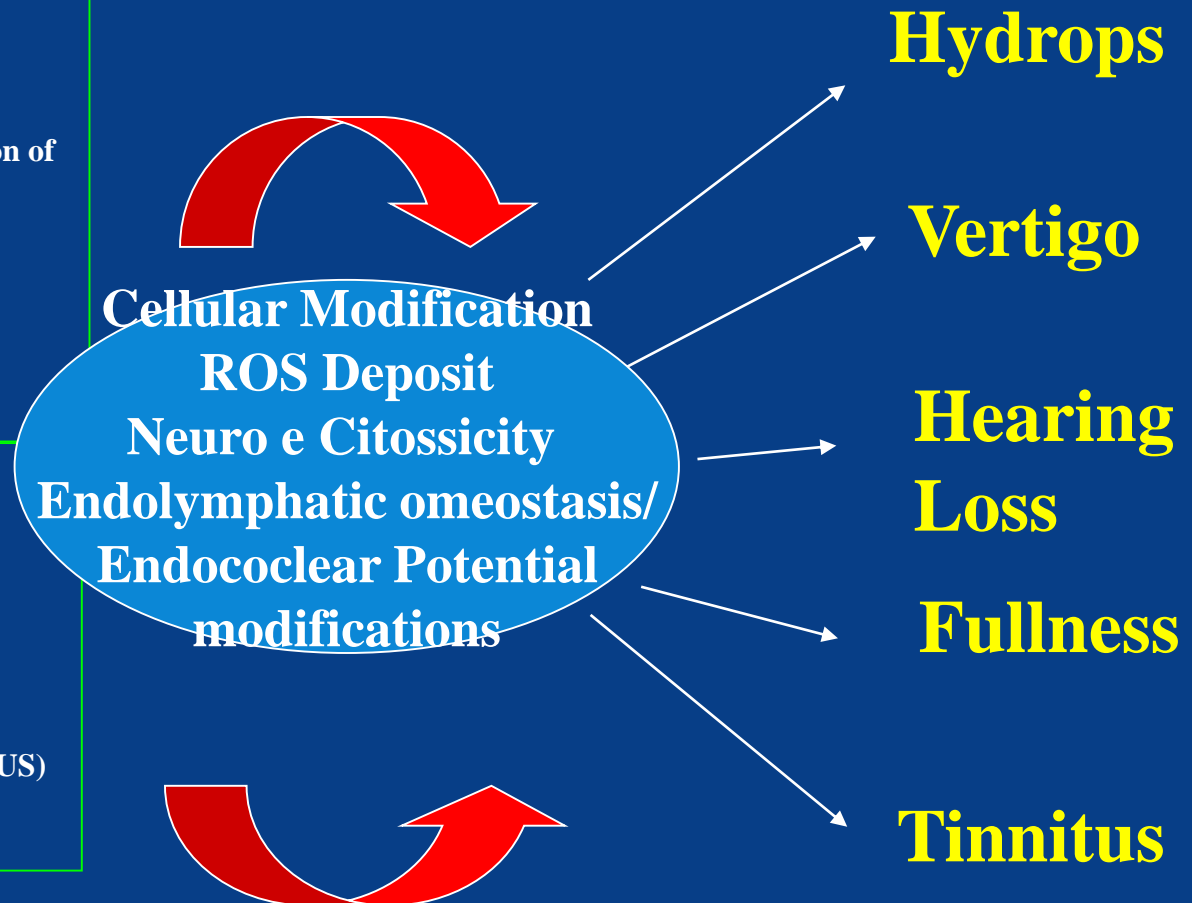 on of
US)
Cellular Modification
ROS Deposit
Neuro e Citossicity
Endolymphatic omeostasis/
Endococlear Potential
modifications
Hydrops
Vertigo
Hearing
Loss
Fullness
Tinnitus